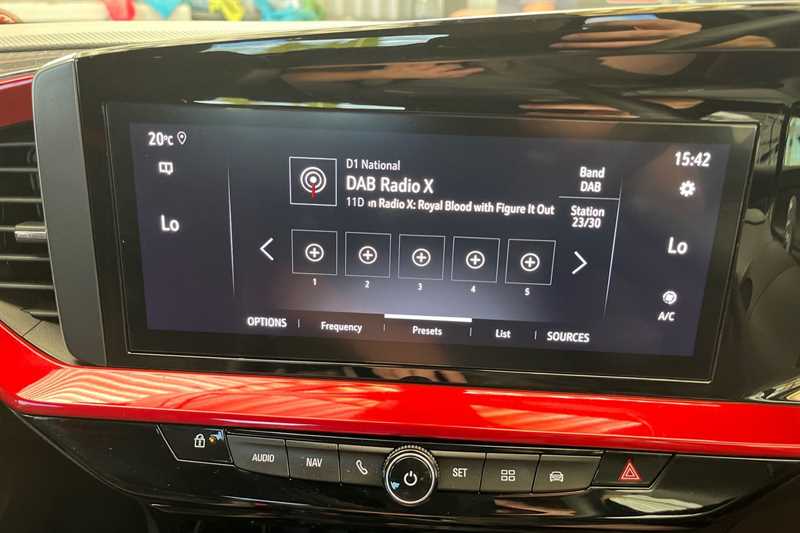 20°C
15:42
D1 National
DAB Radio X
11D ın Radio X: Royal Blood with Figure It Out
Band
DAB
Station
23/30
Lo
Lo
1
2
3
4
5
A/C
OPTIONS
Frequency
Presets
List
SOURCES
AUDIO
NAV
SET